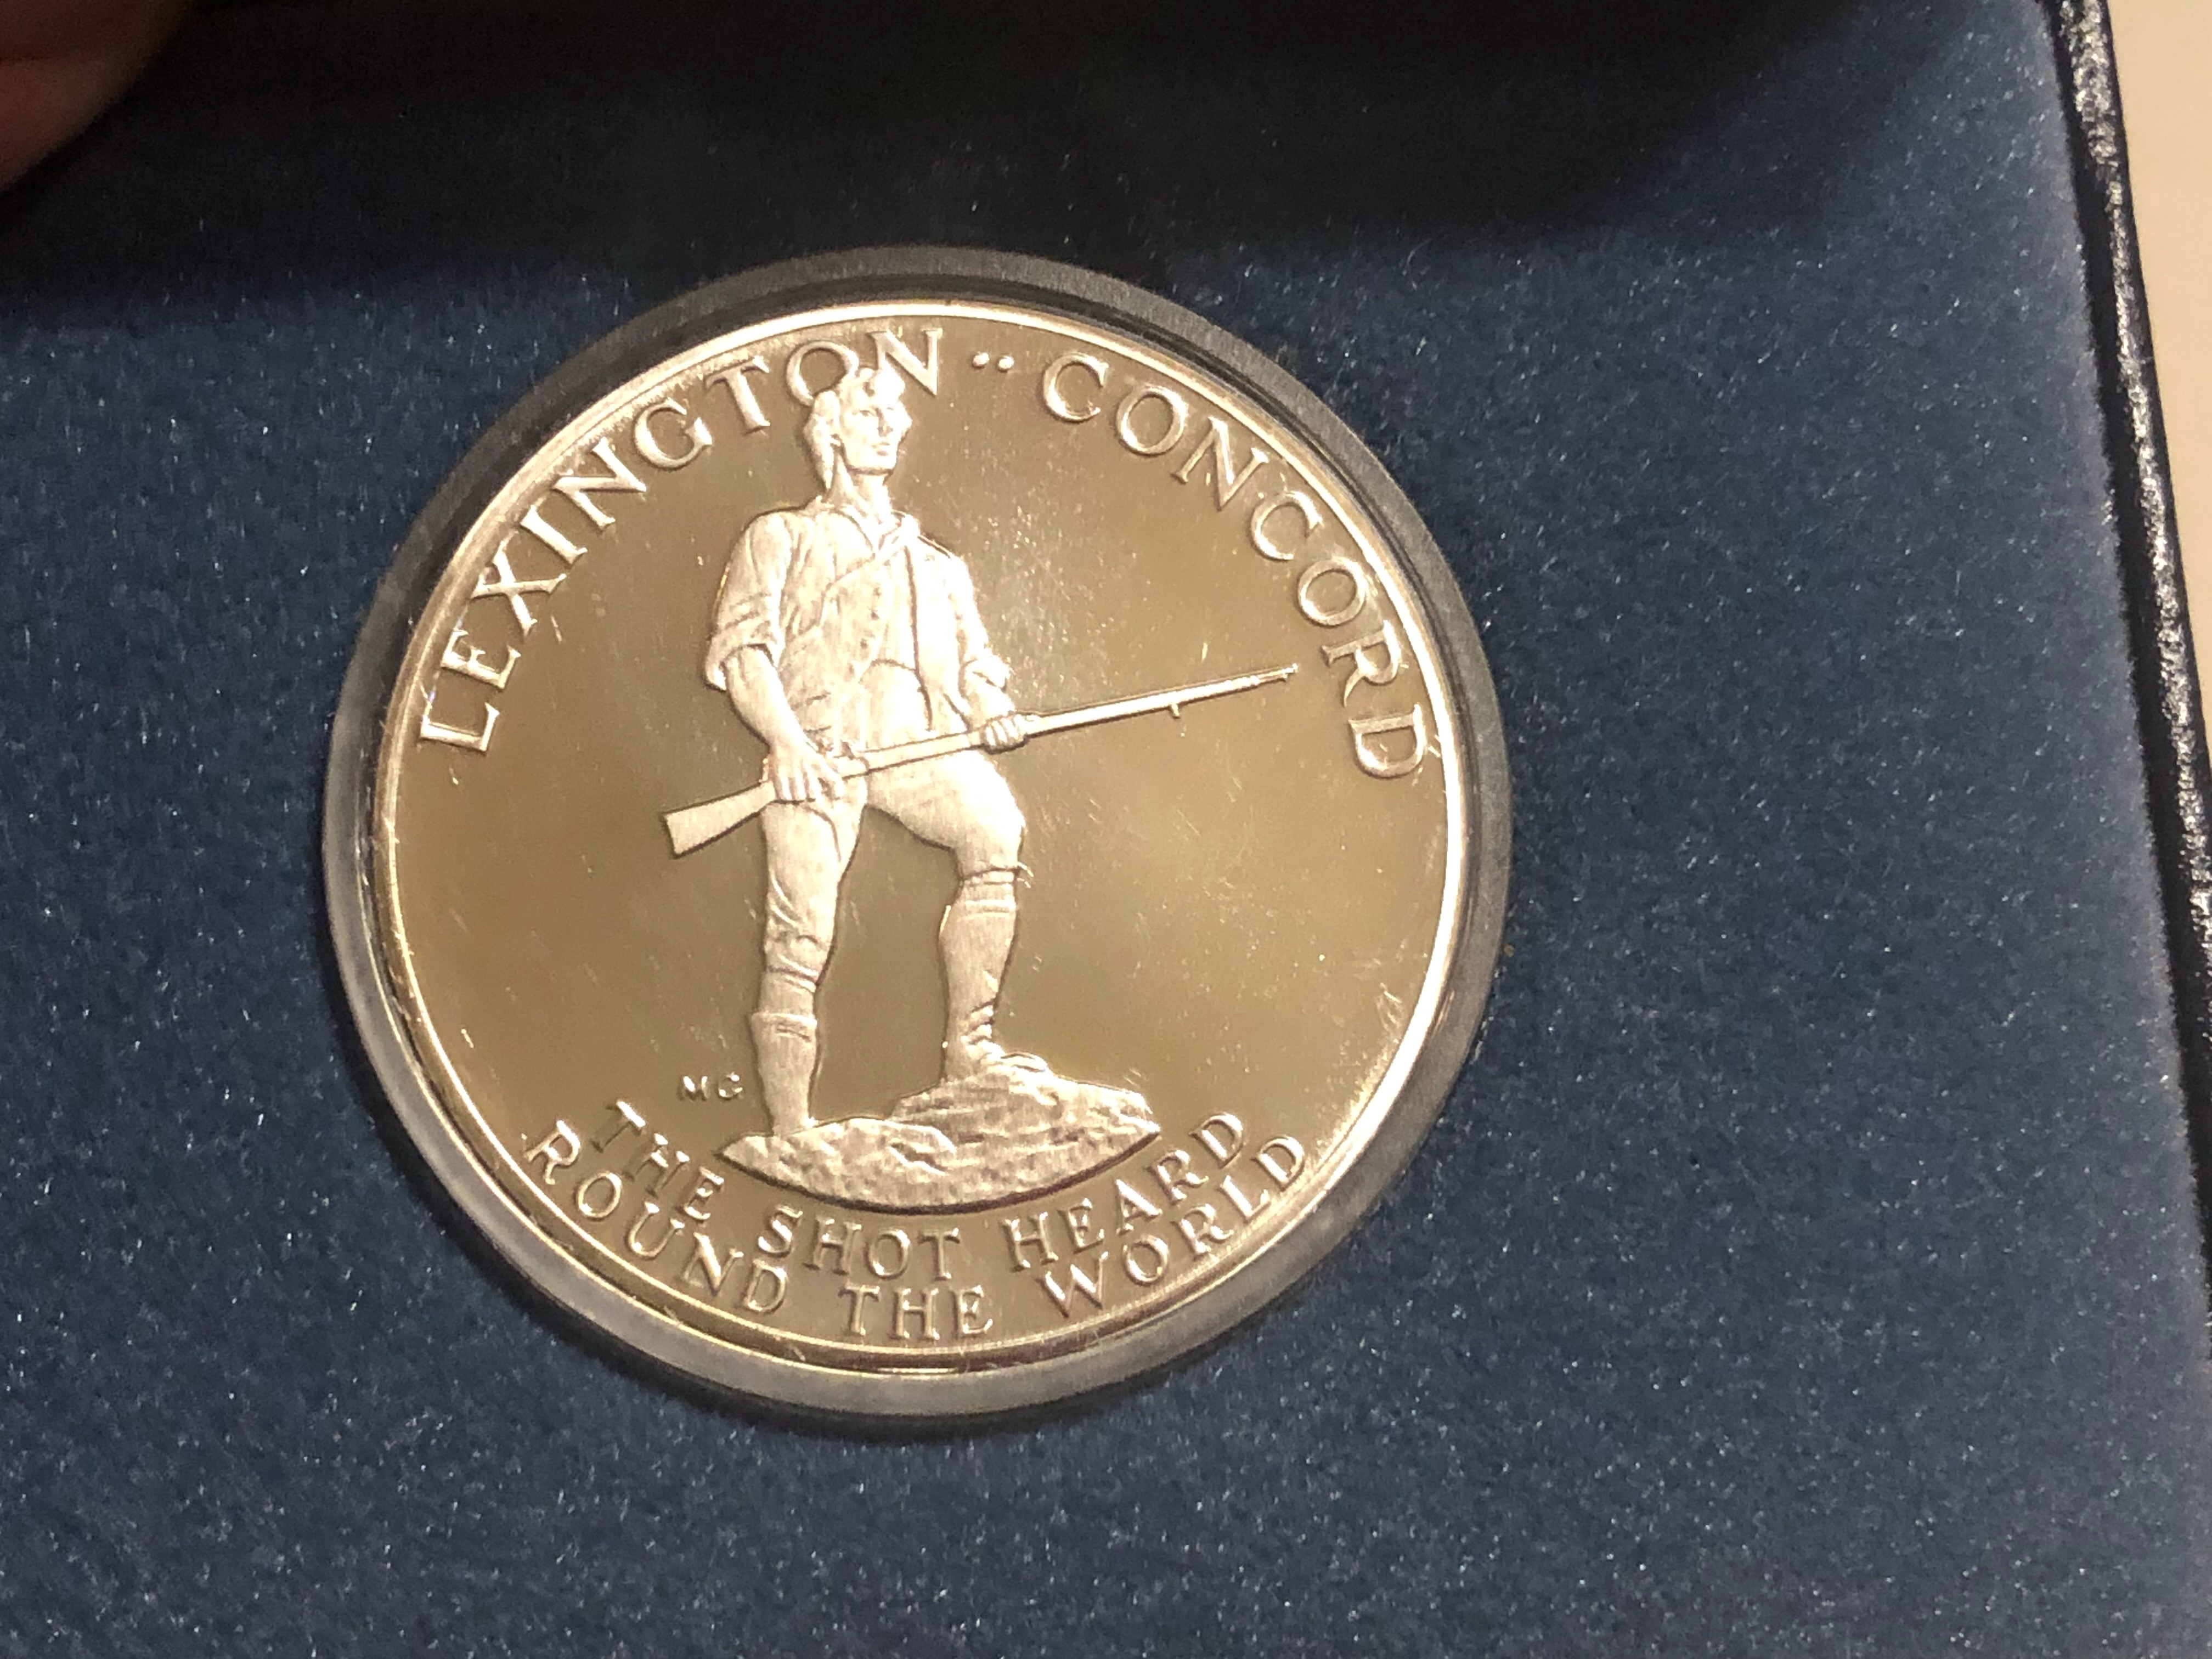 LEXINGTON·· CONCORD
MG
THE SHOT HEARD
ROUND THE WORLD